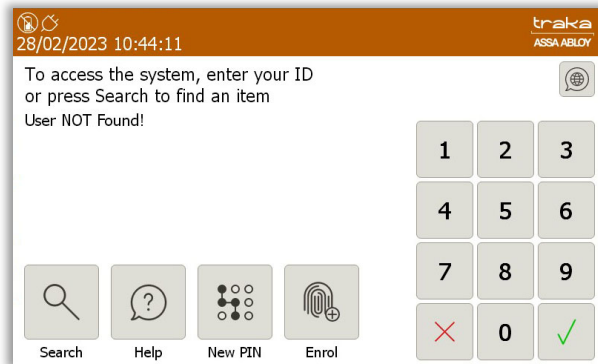 traka
28/02/2023 10:44:11
ASSA ABLOY
To access the system, enter your ID
or press Search to find an item
User NOT Found!
1 2 3
4 5 6
7 8 9
0
Search Help New PIN Enrol